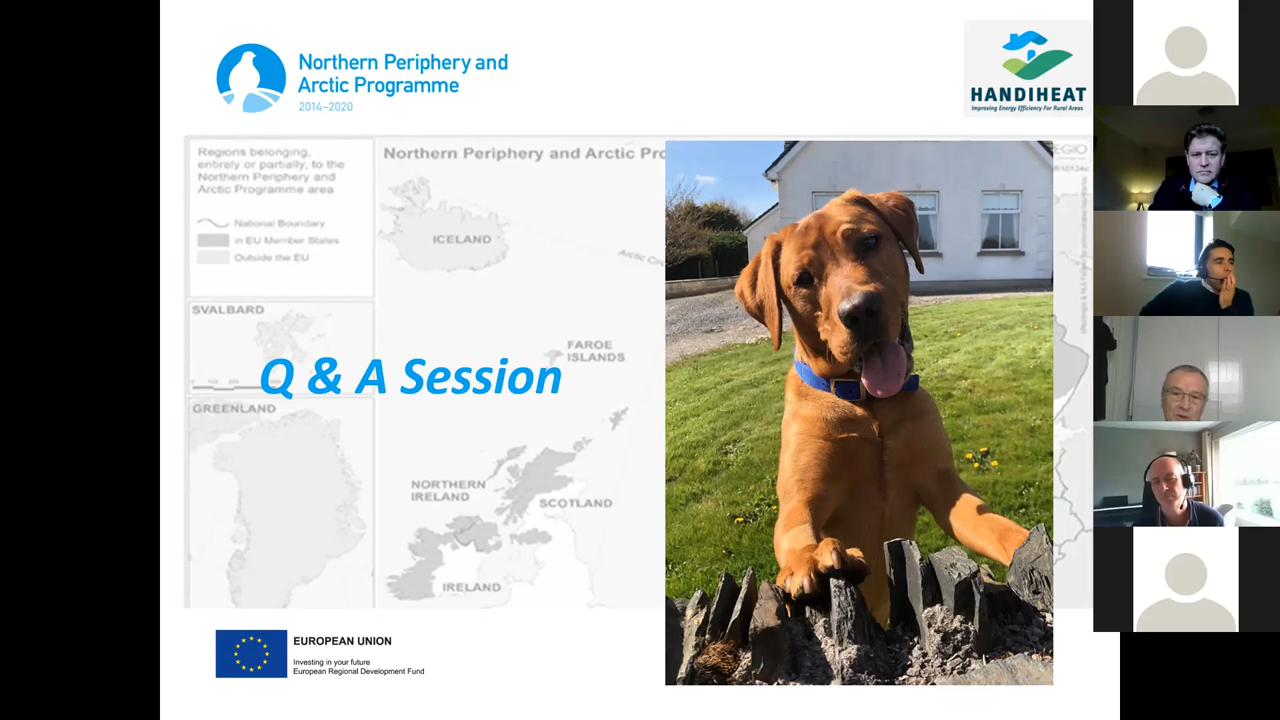 Northern Periphery and
Arctic Programme
2014–2020
HANDIHEAT
Improving Energy Efficiency For Rural Areas
Regions belonging,
entirely or partially, to the
Northern Periphery and
Arctic Programme area
National Boundary
in EU Member States
Outside the EU
Northern Periphery and Arctic Pro
EGIO
ICELAND
Arctic Circ
SVALBARD
FAROE
ISLANDS
Q & A Session
GREENLAND
NORTHERN
IRELAND
SCOTLAND
IRELAND
EUROPEAN UNION
Investing in your future
European Regional Development Fund